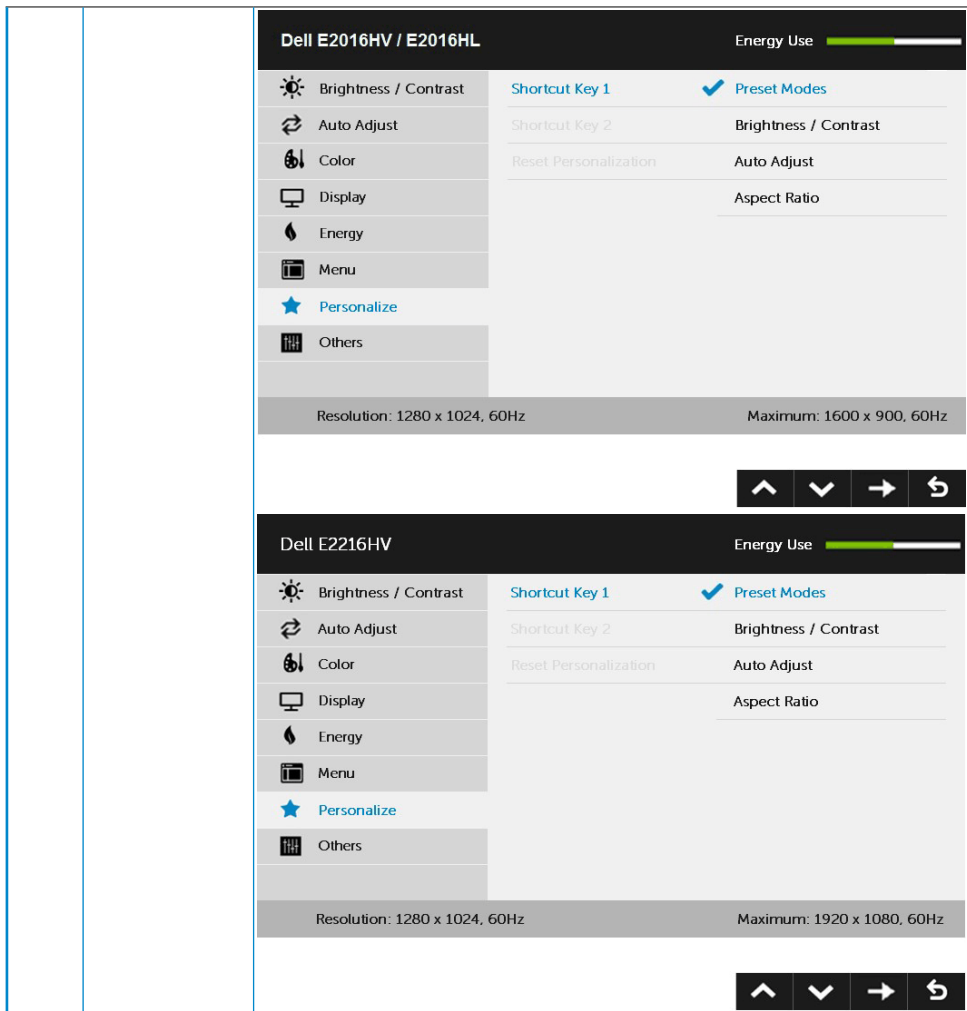 Dell E2016HV / E2016HL Energy Use
Brightness / Contrast Shortcut Key 1 Preset Modes
Auto Adjust Shortcut Key 2 Brightness / Contrast
Color Reset Personalization Auto Adjust
Display Aspect Ratio
Energy
Menu
Personalize
Others
Resolution: 1280 x 1024, 60Hz Maximum: 1600 x 900, 60Hz
Dell E2216HV Energy Use
Brightness / Contrast Shortcut Key 1 Preset Modes
Auto Adjust Shortcut Key 2 Brightness / Contrast
Color Reset Personalization Auto Adjust
Display Aspect Ratio
Energy
Menu
Personalize
Others
Resolution: 1280 x 1024, 60Hz Maximum: 1920 x 1080, 60Hz